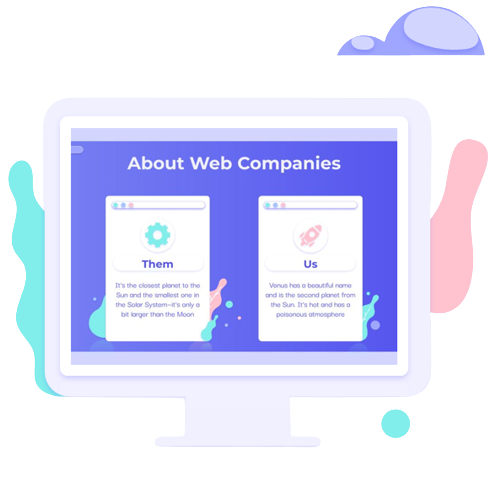 About Web Companies
Them
It's the closest planet to the
Sun and the smallest one in
the Solar System—it's only a
bit larger than the Moon
Us
Venus has a beautiful name
and is the second planet from
the Sun. It's hot and has a
poisonous atmosphere